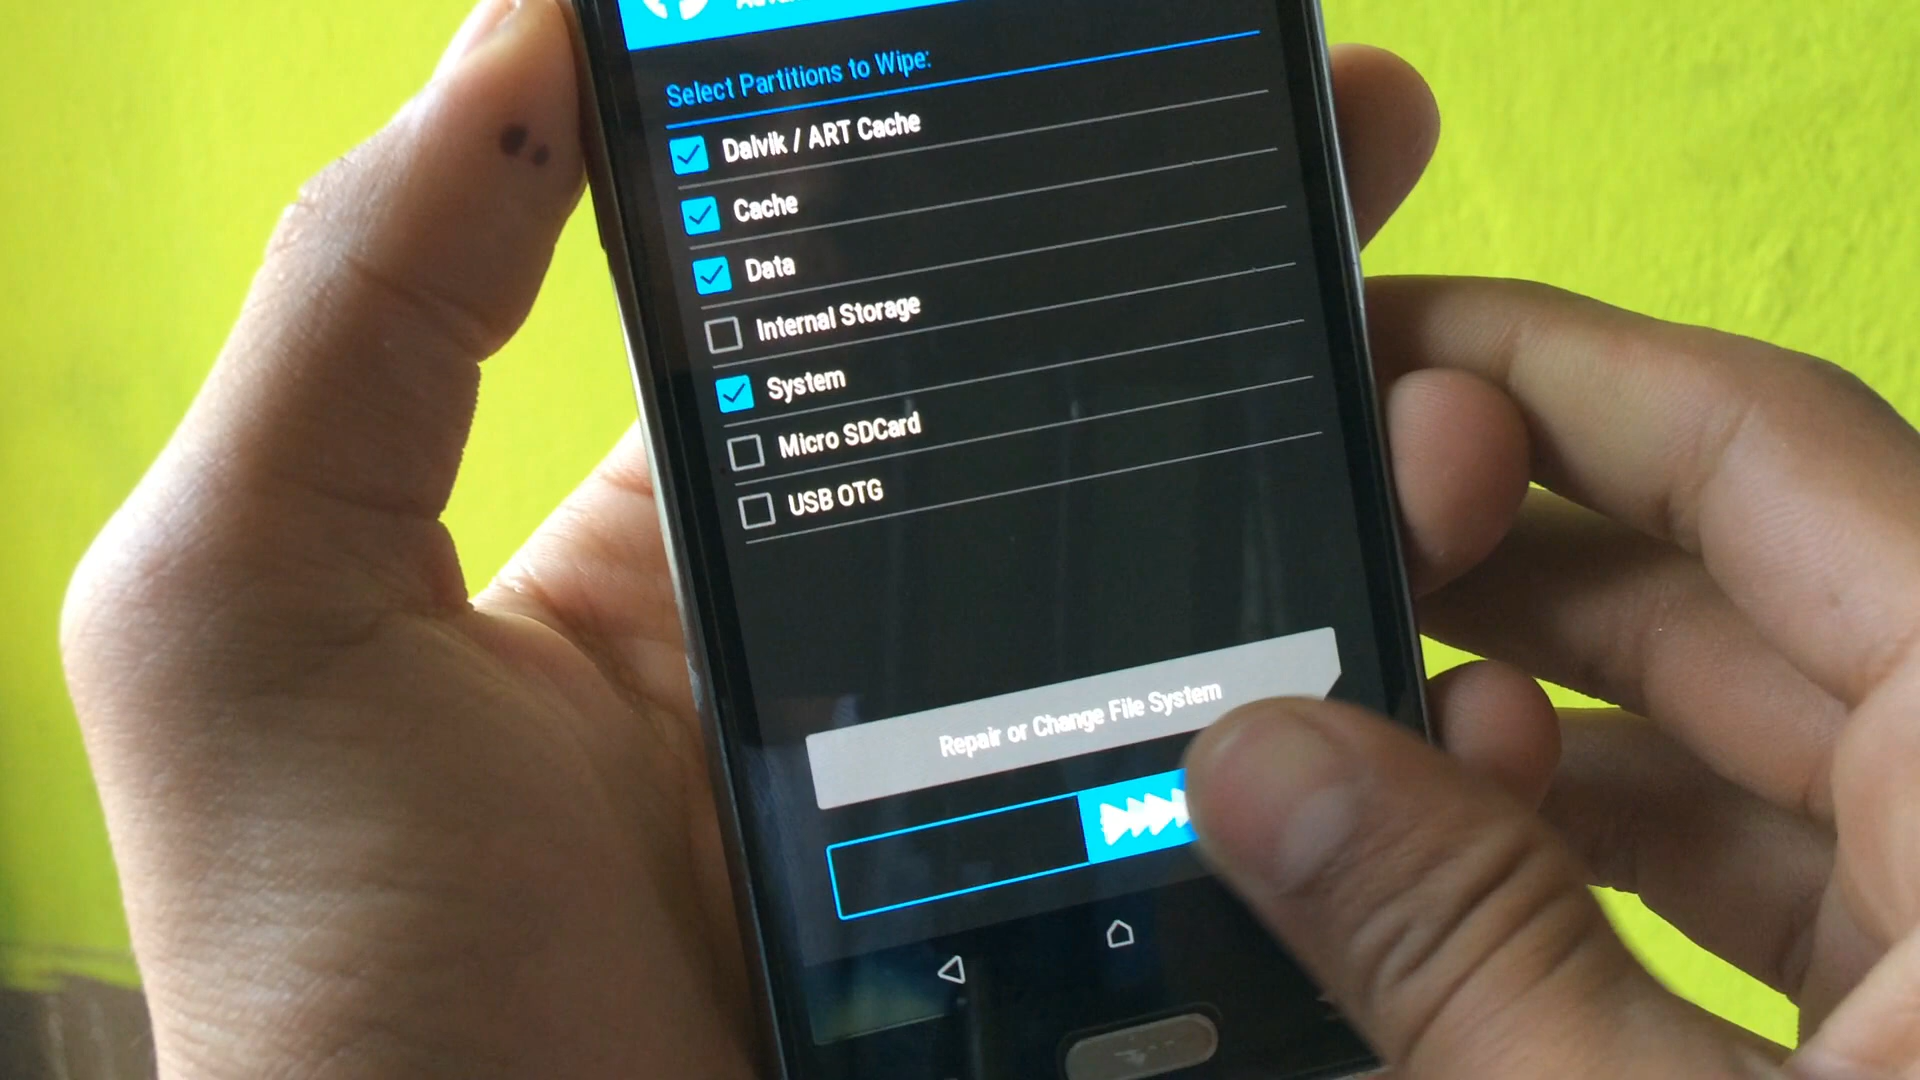 Select Partitions to Wipe:
Dalvik / ART Cache
Cache
Data
Internal Storage
System
Micro SDCard
USB OTG
Repair or Change File System